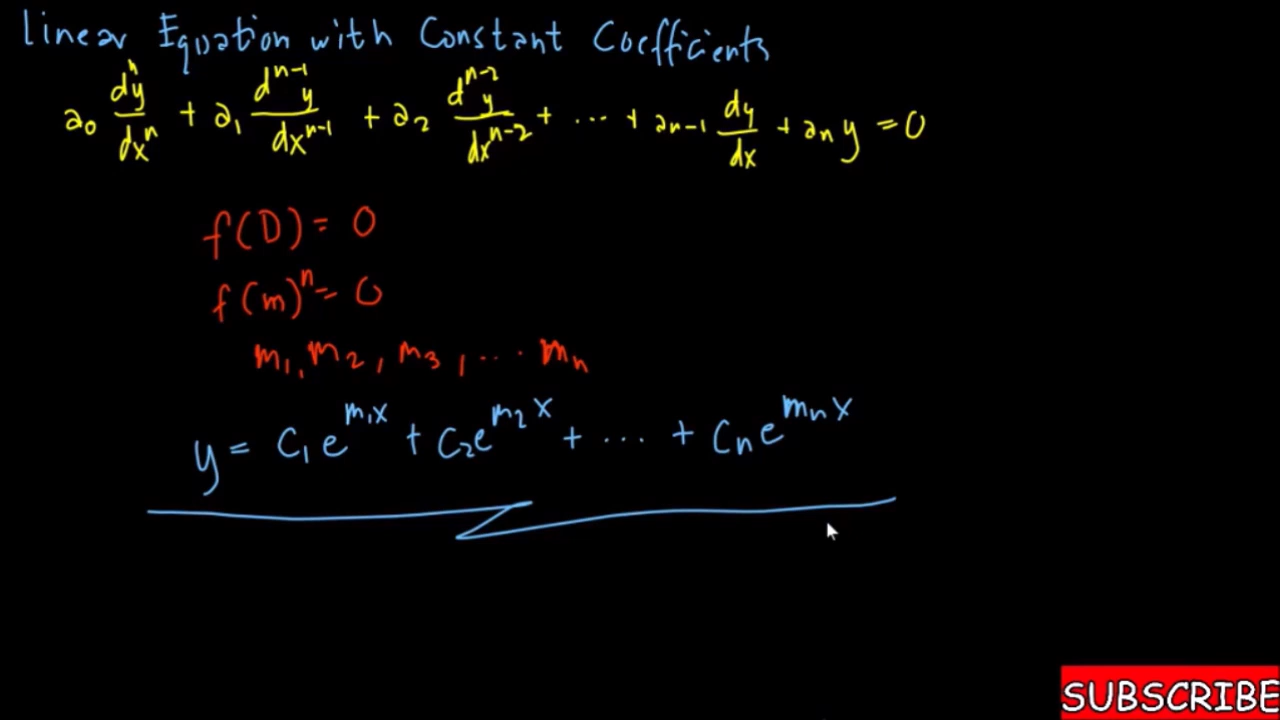 Linear Equation with Constant Coefficients
a₀ dⁿy/dxⁿ + a₁ dⁿ⁻¹y/dxⁿ⁻¹ + a₂ dⁿ⁻²y/dxⁿ⁻² + ... + aₙ₋₁ dy/dx + aₙ y = 0
f(D) = 0
f(m)ⁿ = 0
m₁, m₂, m₃, ... mₙ
y = C₁e^{m₁x} + C₂e^{m₂x} + ... + Cₙe^{mₙx}
SUBSCRIBE